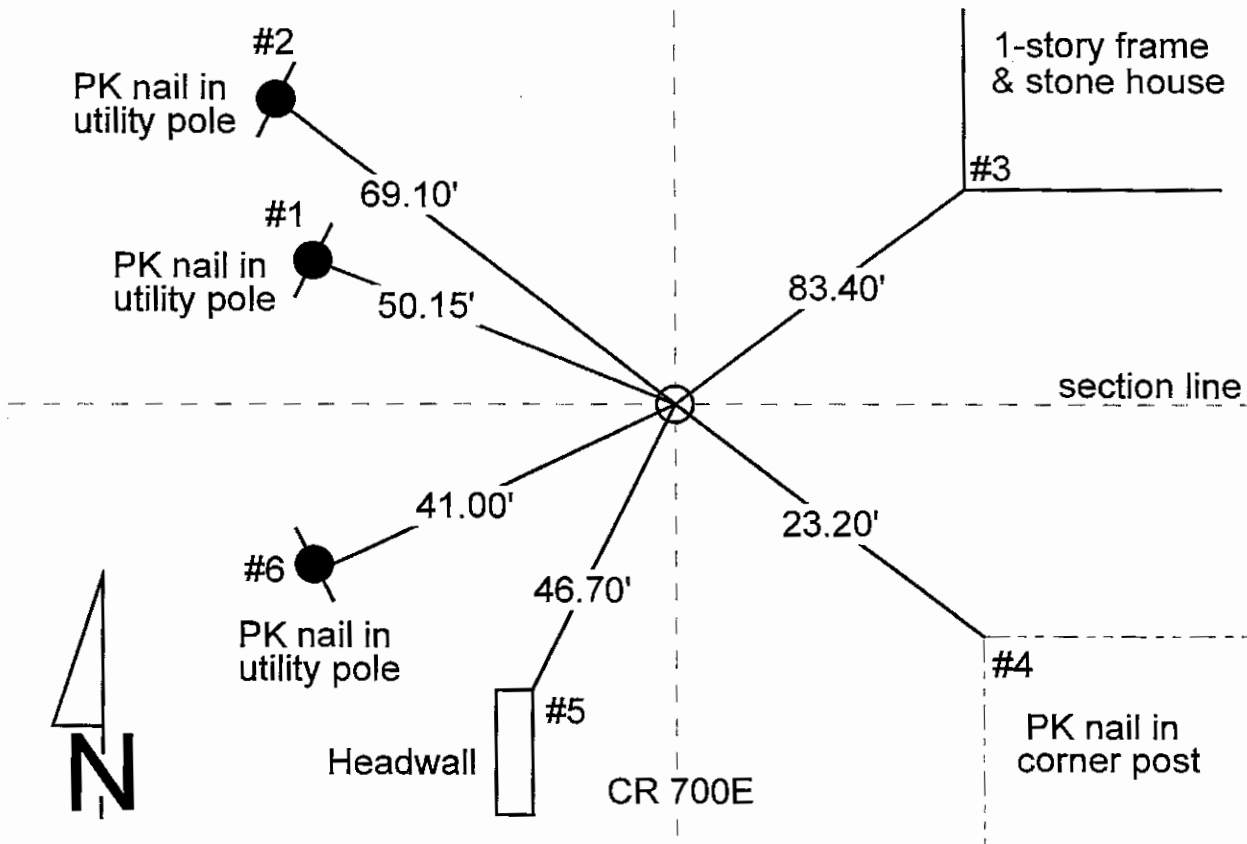 #2
PK nail in
utility pole
69.10'
#1
PK nail in
utility pole
50.15'
1-story frame
& stone house
#3
83.40'
section line
41.00'
#6
PK nail in
utility pole
46.70'
#5
Headwall
23.20'
#4
PK nail in
corner post
CR 700E
N